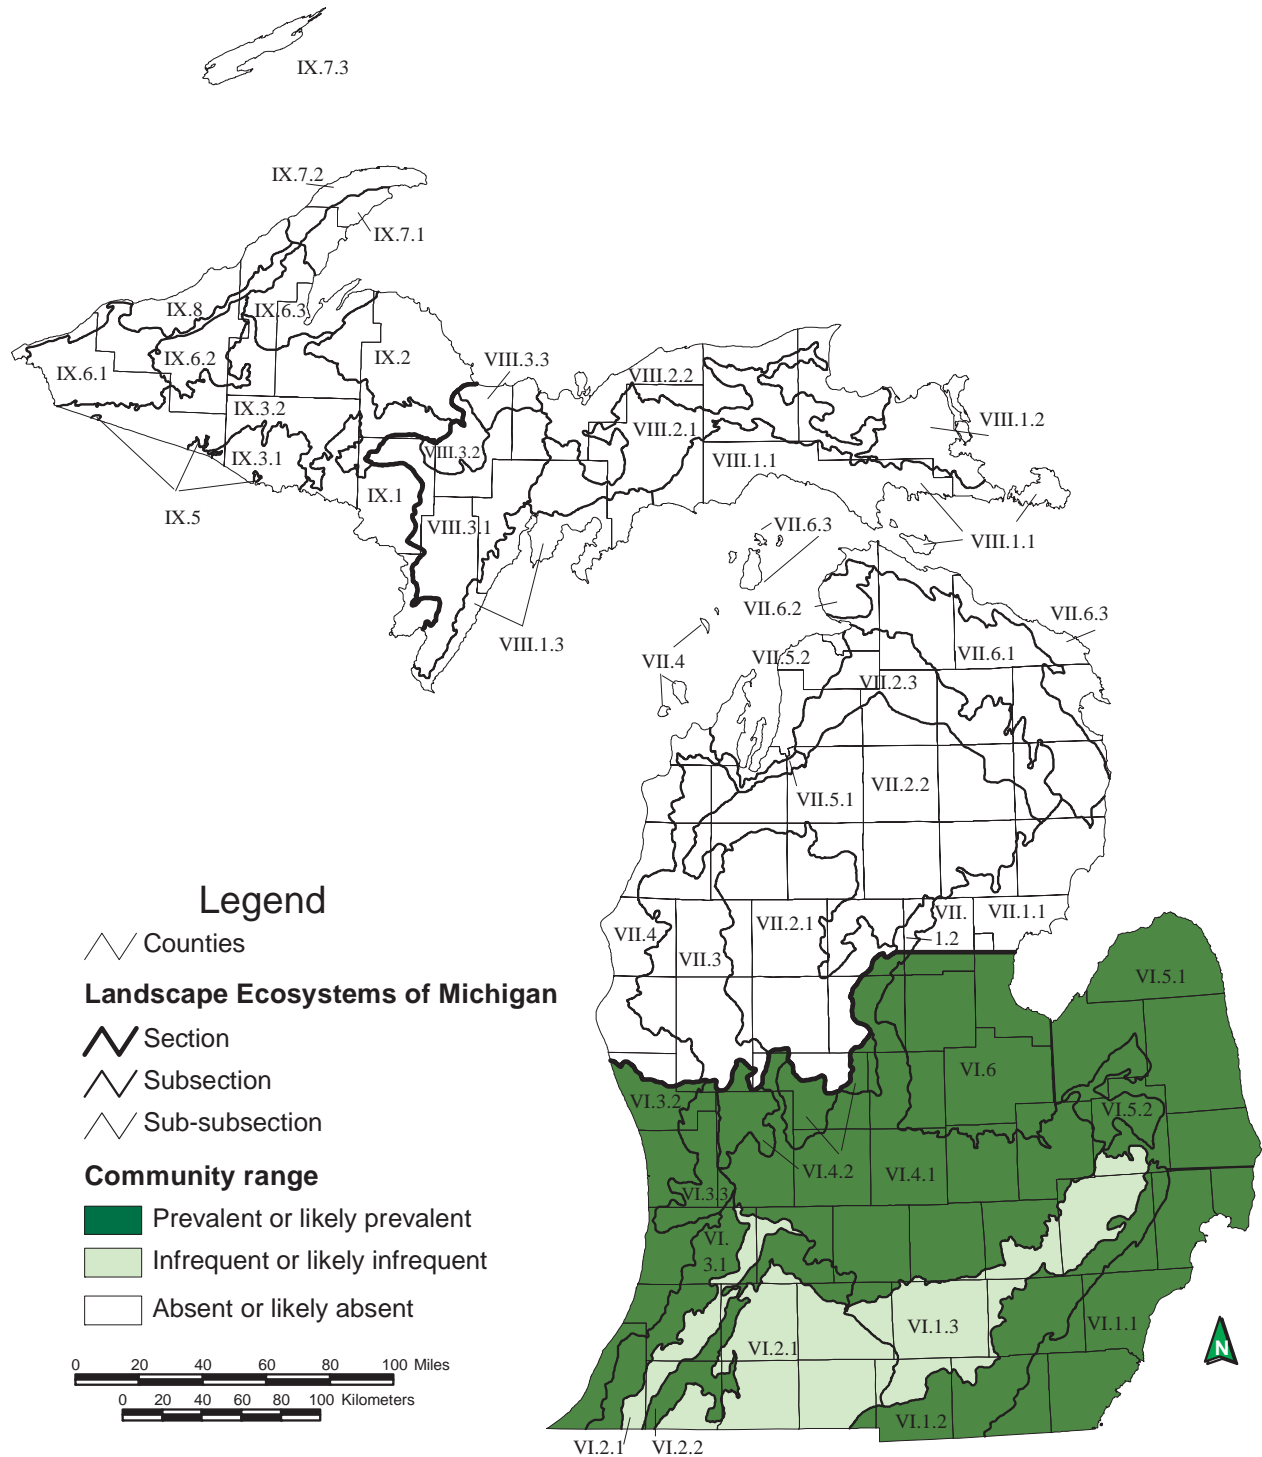 IX.7.3
IX.7.2
IX.7.1
IX.8
IX.6.3
IX.2
VIII.3.3
IX.6.1
IX.6.2
VIII.2.2
IX.3.2
VIII.2.1
VIII.1.2
IX.3.1
VIII.3.2
VIII.1.1
IX.1
IX.5
VIII.3.1
VII.6.3
VIII.1.1
VII.6.2
VII.6.3
VIII.1.3
VII.4
VII.5.2
VII.6.1
VII.2.3
VII.5.1
VII.2.2
VII.4
VII.3
VII.2.1
VII.
1.2
VII.1.1
VI.5.1
VI.6
VI.3.2
VI.5.2
VI.4.2
VI.4.1
VI.3.3
VI.
3.1
VI.1.3
VI.1.1
VI.2.1
VI.1.2
VI.2.1
VI.2.2
Legend
Counties
Landscape Ecosystems of Michigan
Section
Subsection
Sub-subsection
Community range
Prevalent or likely prevalent
Infrequent or likely infrequent
Absent or likely absent
0 20 40 60 80 100 Miles
0 20 40 60 80 100 Kilometers
N